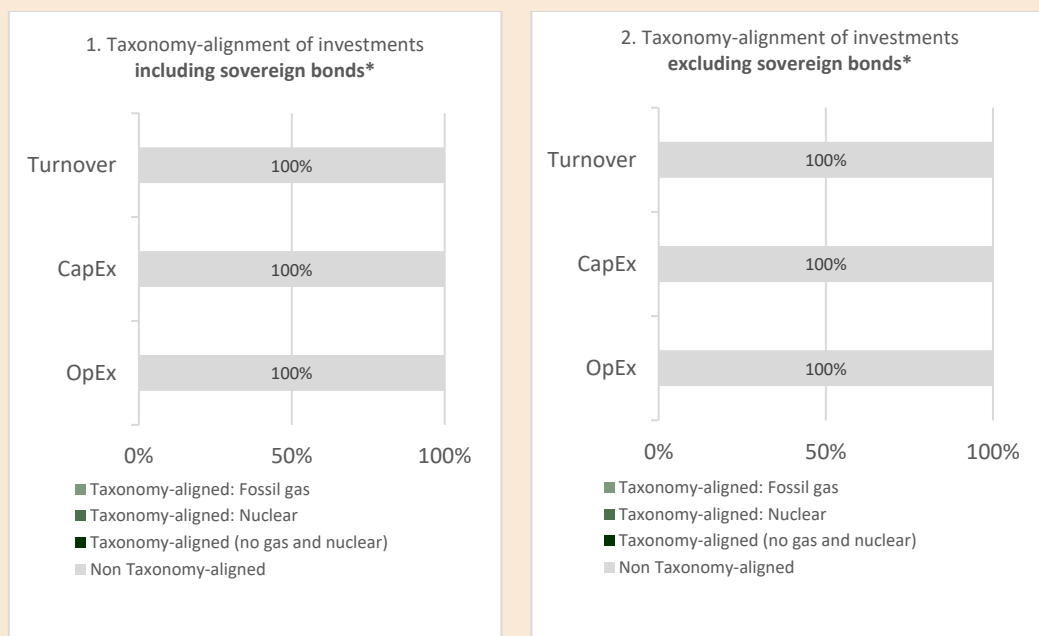 1. Taxonomy-alignment of investments
including sovereign bonds*
Turnover
100%
CapEx
100%
OpEx
100%
0%
50%
100%
Taxonomy-aligned: Fossil gas
Taxonomy-aligned: Nuclear
Taxonomy-aligned (no gas and nuclear)
Non Taxonomy-aligned
2. Taxonomy-alignment of investments
excluding sovereign bonds*
Turnover
100%
CapEx
100%
OpEx
100%
0%
50%
100%
Taxonomy-aligned: Fossil gas
Taxonomy-aligned: Nuclear
Taxonomy-aligned (no gas and nuclear)
Non Taxonomy-aligned